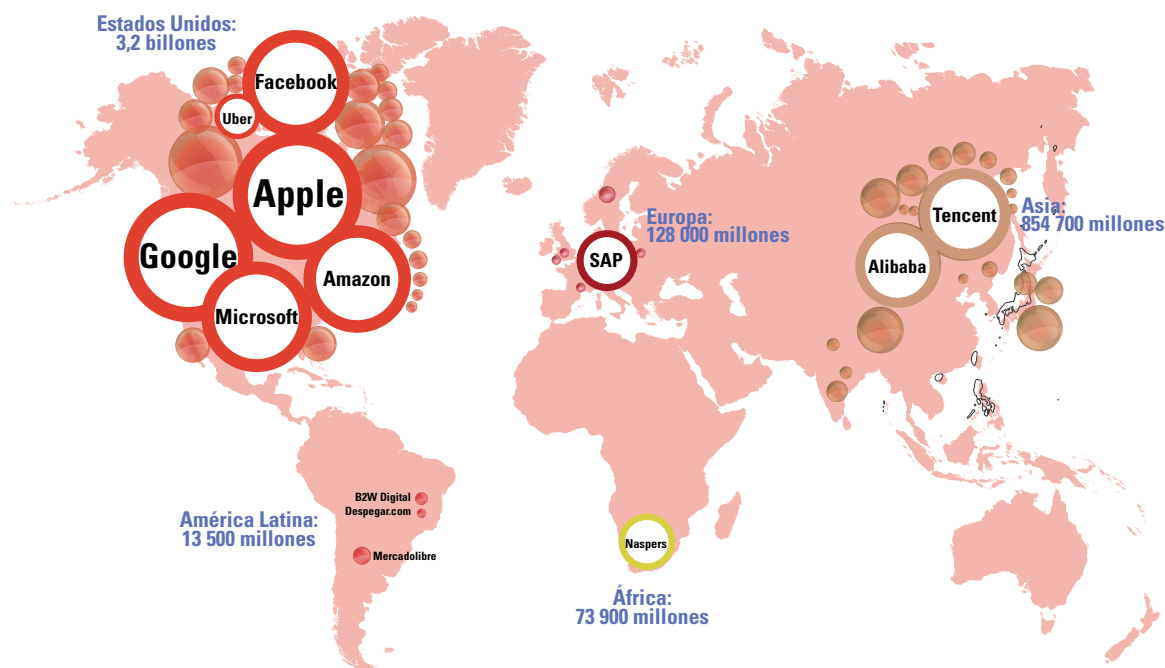 Estados Unidos:
3,2 billones
Facebook
Uber
Apple
Google
Amazon
Microsoft
Europa:
128 000 millones
SAP
Tencent
Asia:
854 700 millones
Alibaba
B2W Digital
Despegar.com
América Latina:
13 500 millones
Mercadolibre
Naspers
África:
73 900 millones